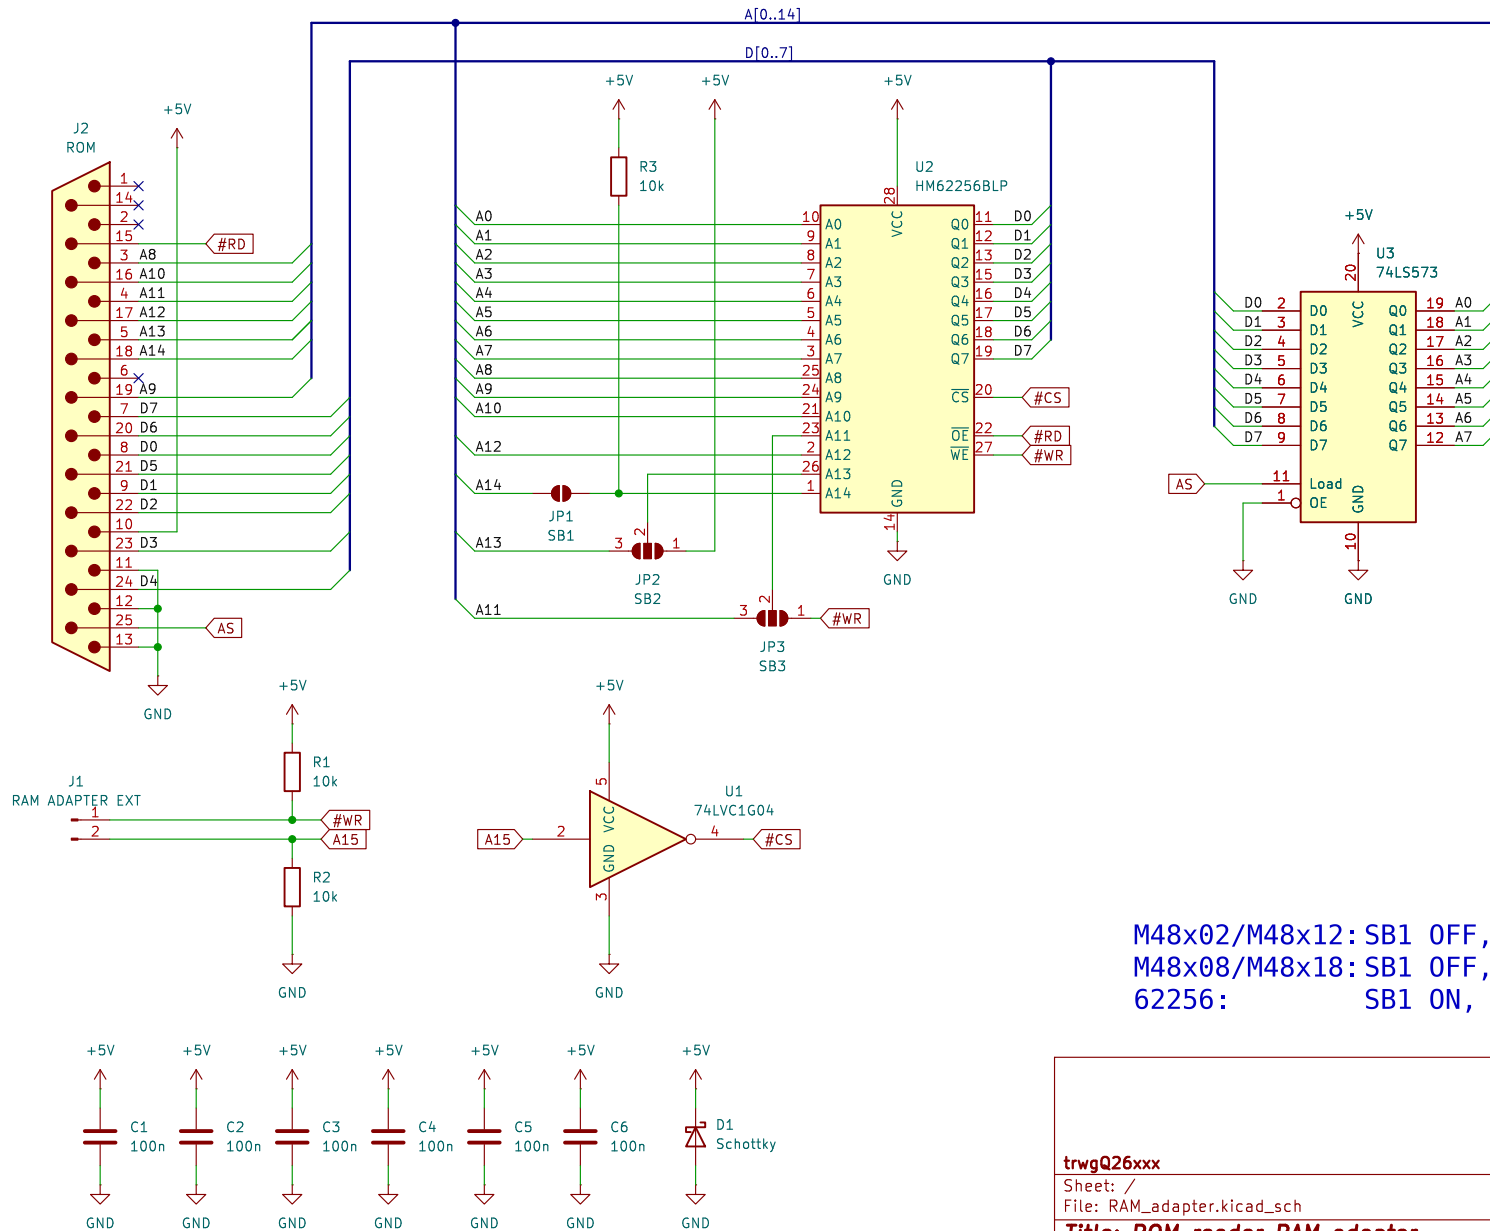 A[0..14]
D[0..7]
+5V
J2
ROM
1
14
2
15
#RD
3 A8
16 A10
4 A11
17 A12
5 A13
18 A14
6
19 A9
7 D7
20 D6
8 D0
21 D5
9 D1
22 D2
10
23 D3
11
24 D4
12
25
AS
13
GND
+5V
R3
10k
+5V
+5V
U2
HM62256BLP
28
VCC
A0 10 A0
A1 9 A1
A2 8 A2
A3 7 A3
A4 6 A4
A5 5 A5
A6 4 A6
A7 3 A7
A8 25 A8
A9 24 A9
A10 21 A10
23 A11
A12 2 A12
26 A13
A14 1 A14
Q0 11 D0
Q1 12 D1
Q2 13 D2
Q3 15 D3
Q4 16 D4
Q5 17 D5
Q6 18 D6
Q7 19 D7
CS 20 #CS
OE 22 #RD
WE 27 #WR
GND
14
GND
JP1
SB1
A13 3 2 1
JP2
SB2
A11 3 2 1 #WR
JP3
SB3
+5V
U3
74LS573
20
VCC
D0 2 D0 Q0 19 A0
D1 3 D1 Q1 18 A1
D2 4 D2 Q2 17 A2
D3 5 D3 Q3 16 A3
D4 6 D4 Q4 15 A4
D5 7 D5 Q5 14 A5
D6 8 D6 Q6 13 A6
D7 9 D7 Q7 12 A7
AS 11 Load
1 OE
GND
10
GND
GND
+5V
R1
10k
J1
RAM ADAPTER EXT
1 #WR
2 A15
R2
10k
GND
+5V
5
VCC
U1
74LVC1G04
A15 2 4 #CS
GND
3
GND
M48x02/M48x12: SB1 OFF,
M48x08/M48x18: SB1 OFF,
62256: SB1 ON,
+5V +5V +5V +5V +5V +5V +5V
C1 C2 C3 C4 C5 C6 D1
100n 100n 100n 100n 100n 100n Schottky
GND GND GND GND GND GND GND
trwgQ26xxx
Sheet: /
File: RAM_adapter.kicad_sch
Title: ROM reader RAM adapter